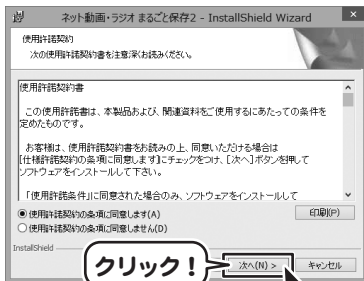 ネット動画・ラジオ まるごと保存2 - InstallShield Wizard
使用許諾契約
次の使用許諾契約書を注意深くお読みください。
使用許諾契約書
この使用許諾書は、本製品および、関連資料をご使用するにあたっての条件を
定めたものです。
お客様は、使用許諾契約書をお読みの上、同意いただける場合は
[仕様許諾契約の条項に同意します]にチェックをつけ、[次へ]ボタンを押して
ソフトウェアをインストールして下さい。
「使用許諾条件」に同意された場合のみ、ソフトウェアをインストールして
使用許諾契約の条項に同意します(A)
印刷(P)
使用許諾契約の条項に同意しません(D)
InstallShield
クリック!
次へ(N) >
キャンセル